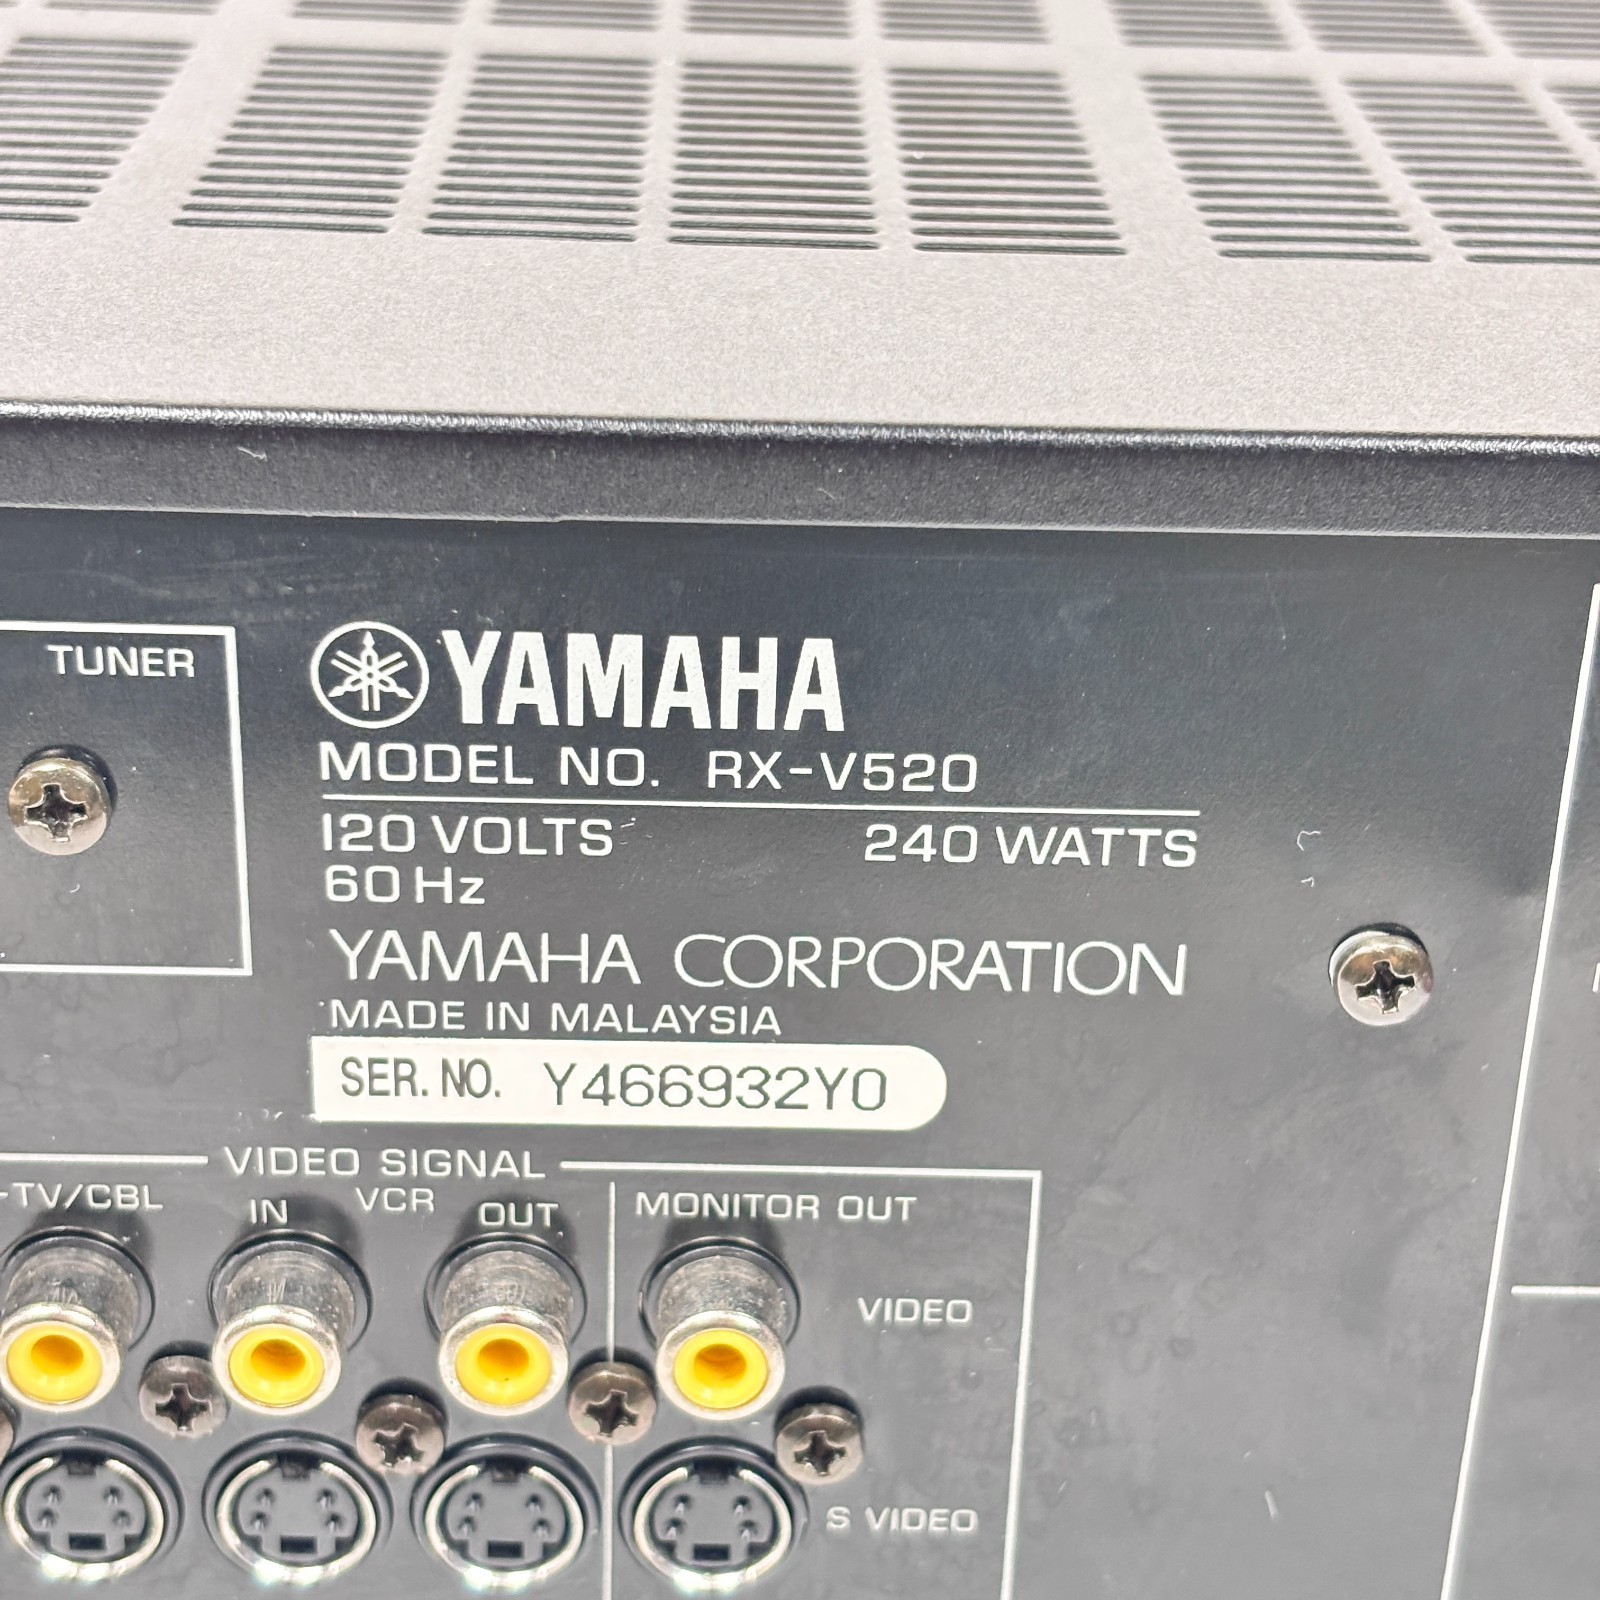 TUNER
YAMAHA
MODEL NO. RX-V520
120 VOLTS 240 WATTS
60 Hz
YAMAHA CORPORATION
MADE IN MALAYSIA
SER. NO. Y466932Y0
VIDEO SIGNAL
-TV/CBL IN VCR OUT MONITOR OUT
VIDEO
S VIDEO